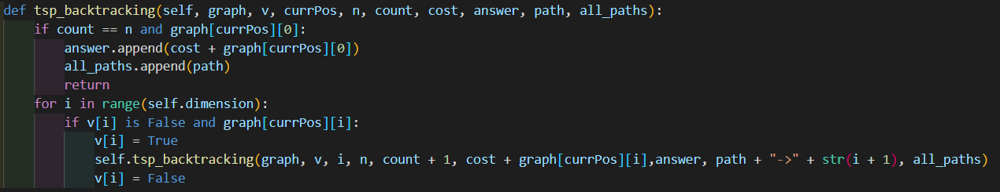 def tsp_backtracking(self, graph, v, currPos, n, count, cost, answer, path, all_paths):
    if count == n and graph[currPos][0]:
        answer.append(cost + graph[currPos][0])
        all_paths.append(path)
        return
    for i in range(self.dimension):
        if v[i] is False and graph[currPos][i]:
            v[i] = True
            self.tsp_backtracking(graph, v, i, n, count + 1, cost + graph[currPos][i],answer, path + "->" + str(i + 1), all_paths)
            v[i] = False